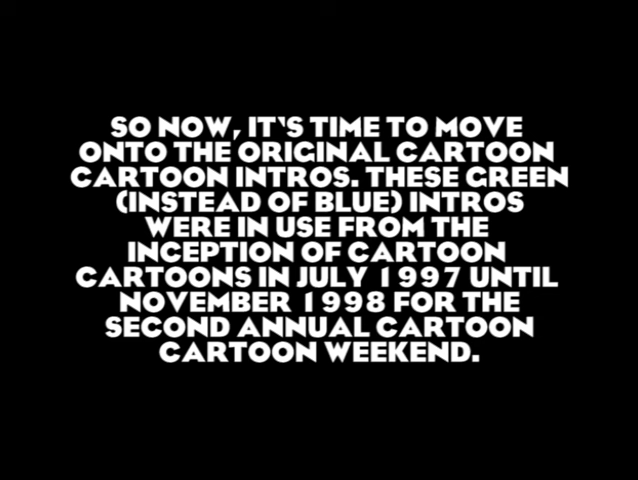 SO NOW, IT'S TIME TO MOVE
ONTO THE ORIGINAL CARTOON
CARTOON INTROS. THESE GREEN
(INSTEAD OF BLUE) INTROS
WERE IN USE FROM THE
INCEPTION OF CARTOON
CARTOONS IN JULY 1997 UNTIL
NOVEMBER 1998 FOR THE
SECOND ANNUAL CARTOON
CARTOON WEEKEND.